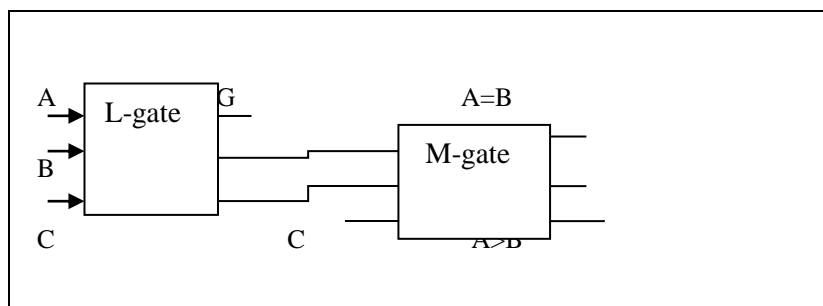 A G A=B
L-gate
M-gate
B
C C A>B